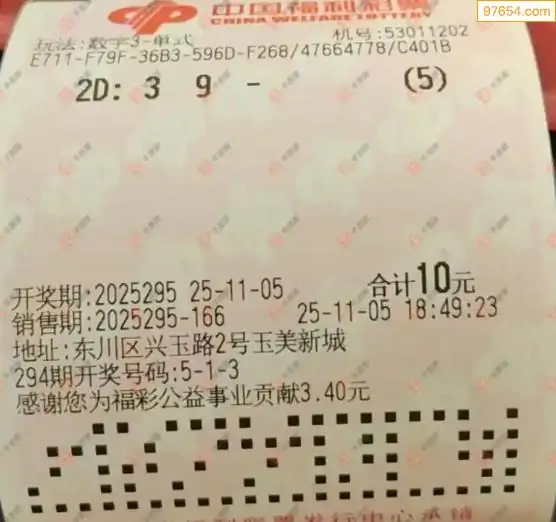 97654.com
中国福利彩票
CHINA WELFARE LOTTERY
玩法:数字3-单式 机号:53011202
E711-F79F-36B3-596D-F268/47664778/C401B
2D: 3 9 - (5)
开奖期:2025295 25-11-05 合计10元
销售期:2025295-166 25-11-05 18:49:23
地址:东川区兴玉路2号玉美新城
294期开奖号码:5-1-3
感谢您为福彩公益事业贡献3.40元